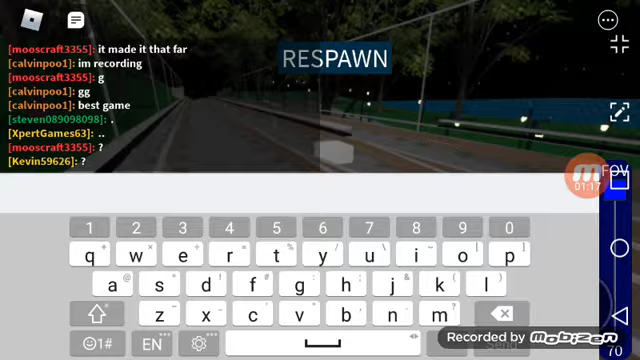 [mooscraft3355]: it made it that far
[calvinpoo1]: im recording
[mooscraft3355]: g
[calvinpoo1]: gg
[calvinpoo1]: best game
[steven089098098]: .
[XpertGames63]: ..
[mooscraft3355]: ?
[Kevin59626]: ?
RESPAWN
FOV
01:17
1 2 3 4 5 6 7 8 9 0
q w e r t y u i o p
a s d f g h j k l
z x c v b n m
☺1# EN
Send
Recorded by Mobizen
70